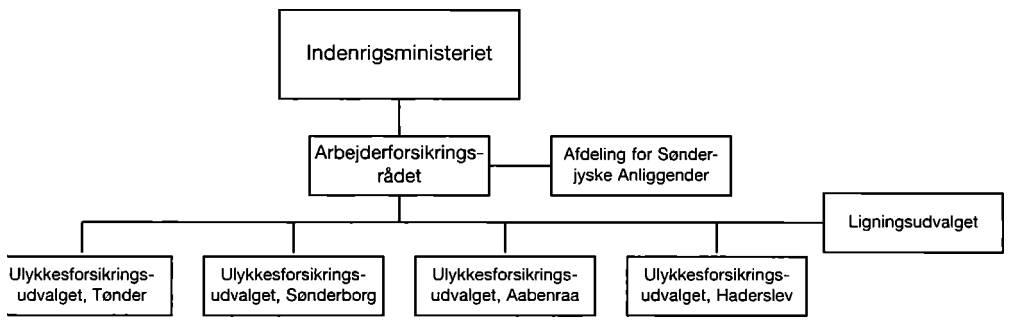 Indenrigsministeriet
Arbejderforsikrings-
rådet
Afdeling for Sønder-
jyske Anliggender
Ligningsudvalget
Ulykkesforsikrings-
udvalget, Tønder
Ulykkesforsikrings-
udvalget, Sønderborg
Ulykkesforsikrings-
udvalget, Aabenraa
Ulykkesforsikrings-
udvalget, Haderslev